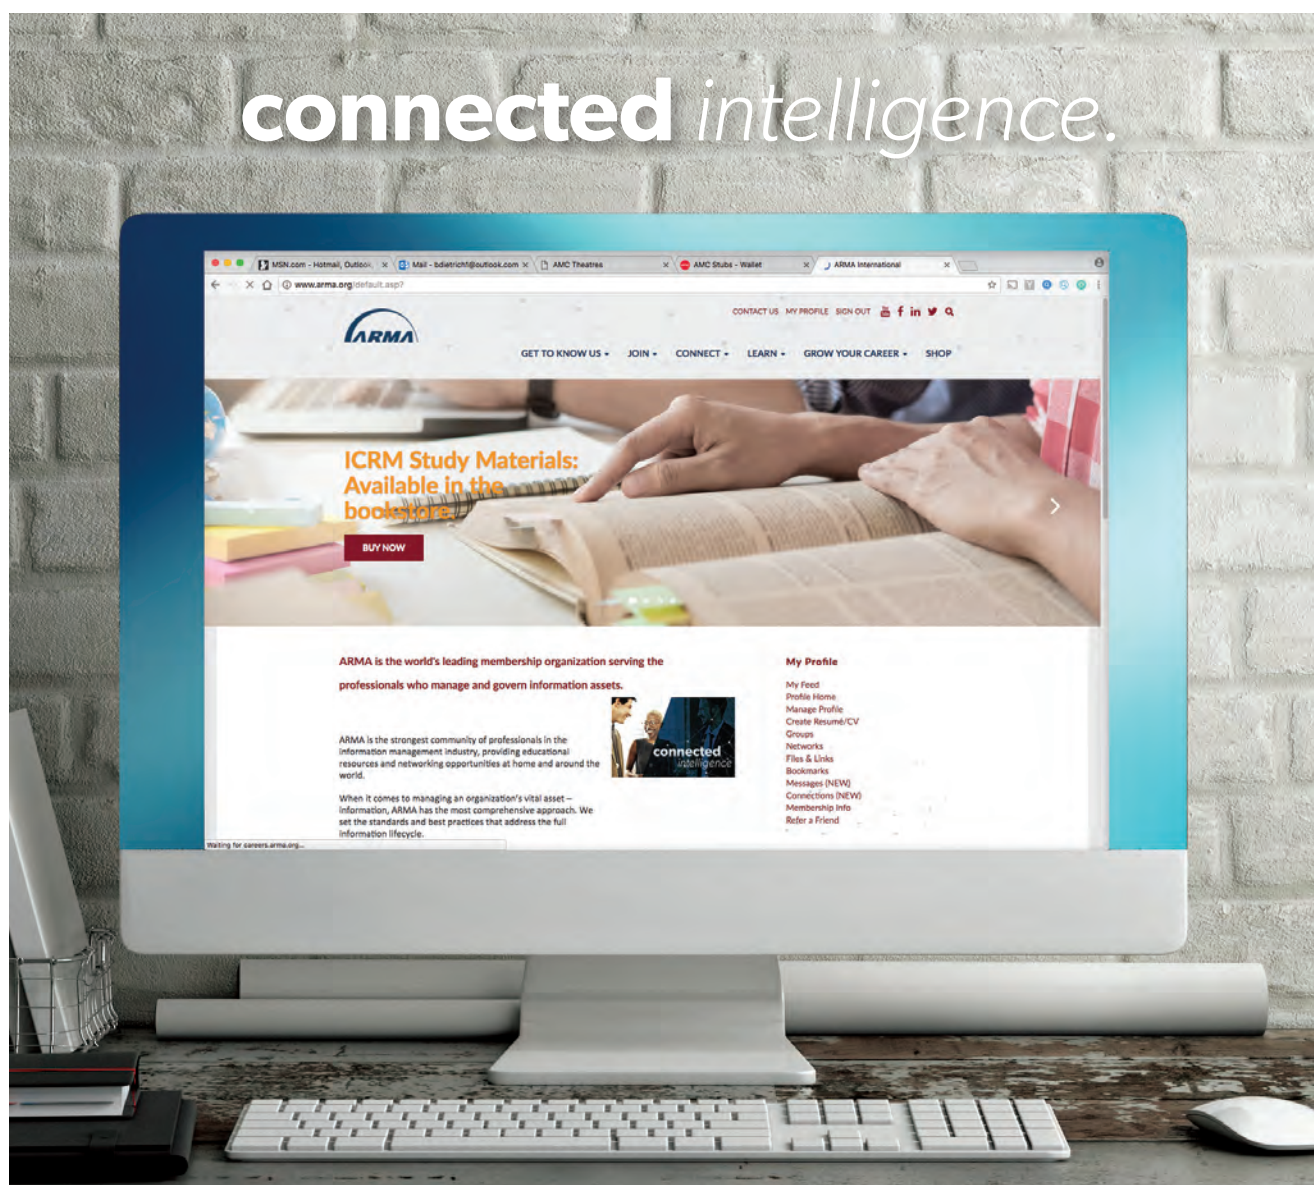 connected intelligence.
MSN.com - Hotmail, Outlook,
Mail - bdietrich1@outlook.com
AMC Theatres
AMC Stubs - Wallet
ARMA International
www.arma.org/default.asp?
CONTACT US MY PROFILE SIGN OUT
ARMA
GET TO KNOW US JOIN CONNECT LEARN GROW YOUR CAREER SHOP
ICRM Study Materials:
Available in the
bookstore.
BUY NOW
ARMA is the world's leading membership organization serving the
professionals who manage and govern information assets.
ARMA is the strongest community of professionals in the
information management industry, providing educational
resources and networking opportunities at home and around the
world.
connected
intelligence
When it comes to managing an organization's vital asset –
information, ARMA has the most comprehensive approach. We
set the standards and best practices that address the full
information lifecycle.
My Profile
My Feed
Profile Home
Manage Profile
Create Resumé/CV
Groups
Networks
Files & Links
Bookmarks
Messages (NEW)
Connections (NEW)
Membership Info
Refer a Friend
Waiting for careers.arma.org...